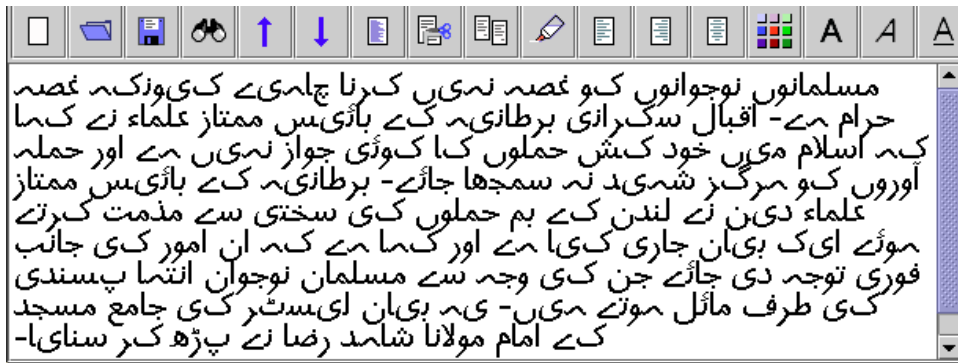 A A A
مسلمانوں نوجوانوں کو غصہ نہیں کرنا چاہیے کیونکہ غصہ
حرام ہے- اقبال سکرانی برطانیہ کے بائیس ممتاز علماء نے کہا
کہ اسلام میں خود کش حملوں کا کوئی جواز نہیں ہے اور حملہ
آوروں کو ہرگز شہید نہ سمجھا جائے- برطانیہ کے بائیس ممتاز
علماء دین نے لندن کے بم حملوں کی سختی سے مذمت کرتے
ہوئے ایک بیان جاری کیا ہے اور کہا ہے کہ ان امور کی جانب
فوری توجہ دی جائے جن کی وجہ سے مسلمان نوجوان انتہا پسندی
کی طرف مائل ہوتے ہیں- یہ بیان لیسٹر کی جامع مسجد
کے امام مولانا شاہد رضا نے پڑھ کر سنایا-